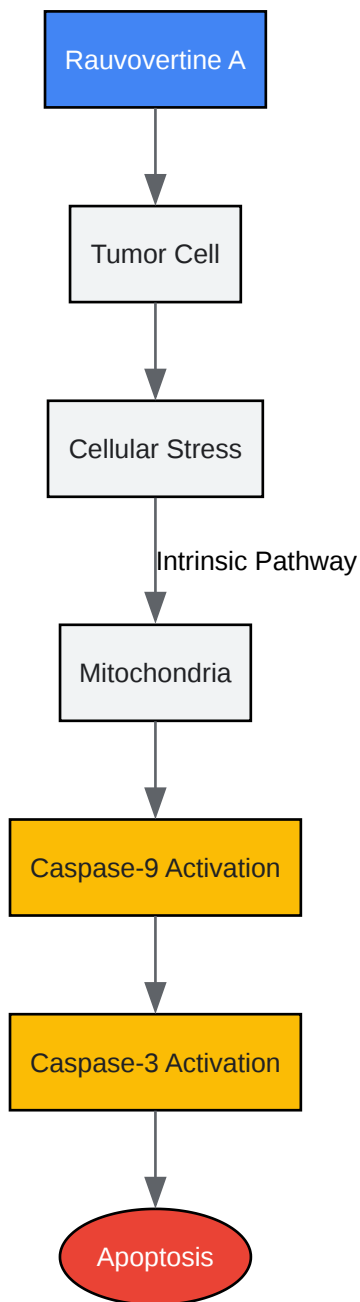 Rauvovertine A
Tumor Cell
Cellular Stress
Intrinsic Pathway
Mitochondria
Caspase-9 Activation
Caspase-3 Activation
Apoptosis